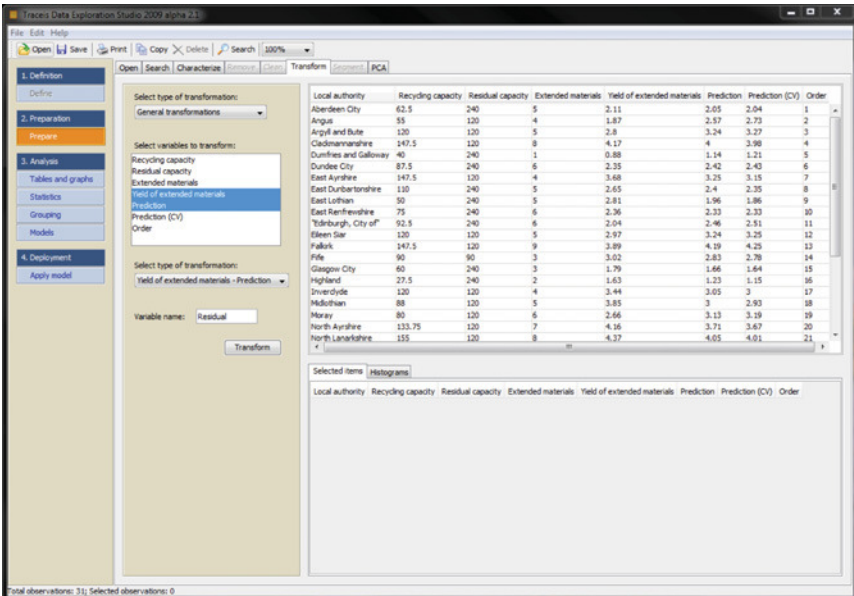 Traceis Data Exploration Studio 2009 alpha 2.1
File Edit Help
Open Save Print Copy Delete Search 100%
Open Search Characterize Remove Clean Transform Segment PCA
1. Definition
Define
2. Preparation
Prepare
3. Analysis
Tables and graphs
Statistics
Grouping
Models
4. Deployment
Apply model
Select type of transformation:
General transformations
Select variables to transform:
Recycling capacity
Residual capacity
Extended materials
Yield of extended materials
Prediction
Prediction (CV)
Order
Select type of transformation:
Yield of extended materials - Prediction
Variable name: Residual
Transform
Local authority Recycling capacity Residual capacity Extended materials Yield of extended materials Prediction Prediction (CV) Order
Aberdeen City 62.5 240 5 2.11 2.05 2.04 1
Angus 55 120 4 1.87 2.57 2.73 2
Argyll and Bute 120 120 5 2.8 3.24 3.27 3
Clackmannanshire 147.5 120 8 4.17 4 3.98 4
Dumfries and Galloway 40 240 1 0.88 1.14 1.21 5
Dundee City 87.5 240 6 2.35 2.42 2.43 6
East Ayrshire 147.5 120 4 3.68 3.25 3.15 7
East Dunbartonshire 110 240 5 2.65 2.4 2.35 8
East Lothian 50 240 5 2.81 1.96 1.86 9
East Renfrewshire 75 240 6 2.36 2.33 2.33 10
"Edinburgh, City of" 92.5 240 6 2.04 2.46 2.51 11
Eileen Siar 120 120 5 2.97 3.24 3.25 12
Falkirk 147.5 120 9 3.89 4.19 4.25 13
Fife 90 90 3 3.02 2.83 2.78 14
Glasgow City 60 240 3 1.79 1.66 1.64 15
Highland 27.5 240 2 1.63 1.23 1.15 16
Inverclyde 120 120 4 3.44 3.05 3 17
Midlothian 88 120 5 3.85 3 2.93 18
Moray 80 120 6 2.66 3.13 3.19 19
North Ayrshire 133.75 120 7 4.16 3.71 3.67 20
North Lanarkshire 155 120 8 4.37 4.05 4.01 21
Selected items Histograms
Local authority Recycling capacity Residual capacity Extended materials Yield of extended materials Prediction Prediction (CV) Order
Total observations: 31; Selected observations: 0